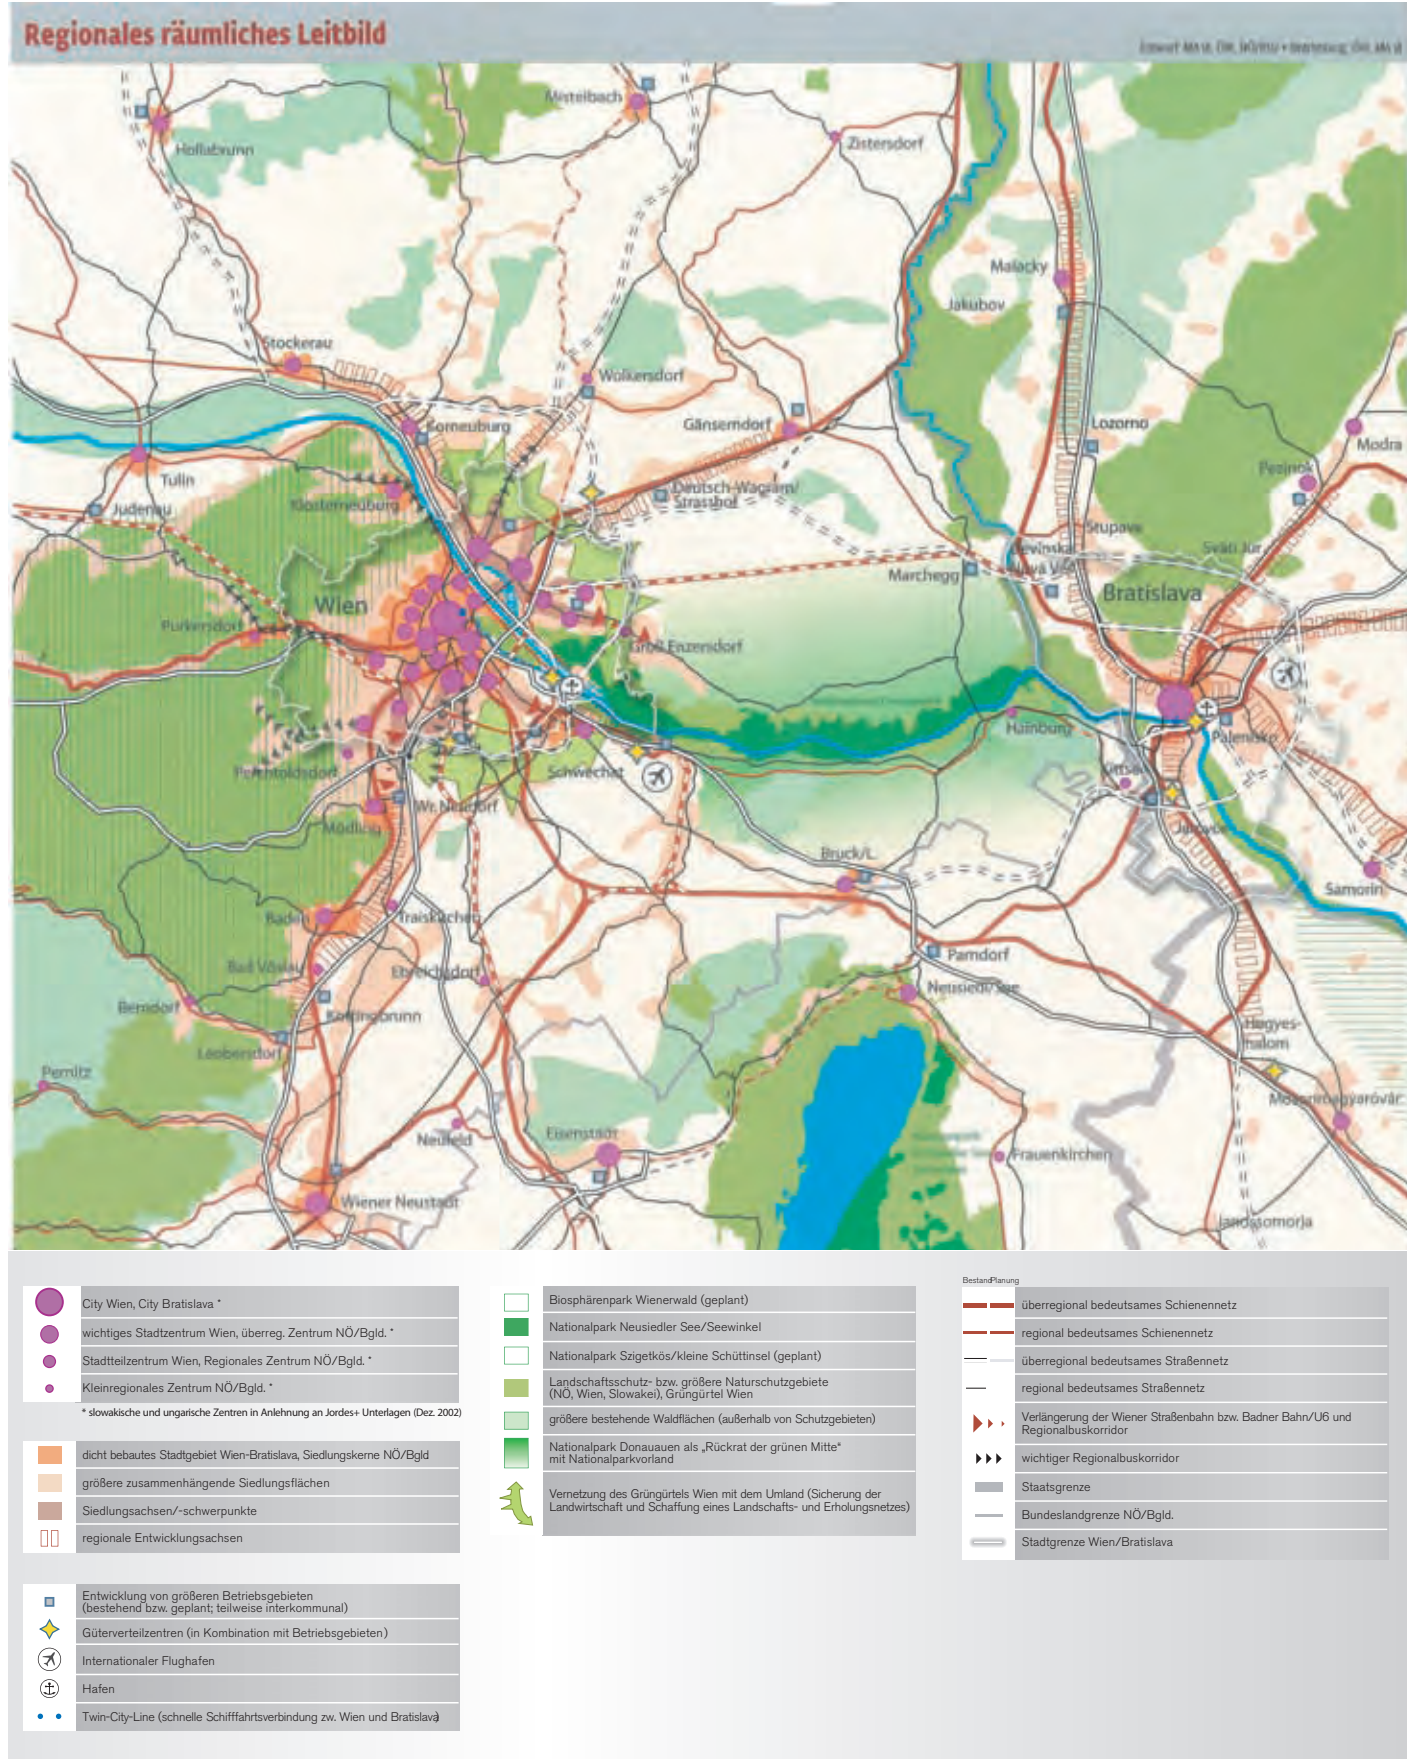 Regionales räumliches Leitbild
Mistelbach
Hollabrunn
Zistersdorf
Malacky
Jakubov
Stockerau
Wolkersdorf
Korneuburg
Gänserndorf
Lozorno
Modra
Pezinok
Tulln
Judenau
Klosterneuburg
Deutsch-Wagram/
Strasshof
Stupava
Svätí Jur
Devinska
Nova Ves
Marchegg
Bratislava
Wien
Purkersdorf
Groß Enzersdorf
Hainburg
Palenisko
Kittsee
Perchtoldsdorf
Schwechat
Wr. Neudorf
Mödling
Jarovce
Bruck/L.
Samorin
Baden
Traiskirchen
Parndorf
Bad Vöslau
Ebreichsdorf
Neusiedl/See
Berndorf
Kottingbrunn
Leobersdorf
Hegyes-
halom
Pernitz
Mosonmagyaróvár
Neufeld
Eisenstadt
Frauenkirchen
Wiener Neustadt
Janossomorja
City Wien, City Bratislava *
wichtiges Stadtzentrum Wien, überreg. Zentrum NÖ/Bgld. *
Stadtteilzentrum Wien, Regionales Zentrum NÖ/Bgld. *
Kleinregionales Zentrum NÖ/Bgld. *
* slowakische und ungarische Zentren in Anlehnung an Jordes+ Unterlagen (Dez. 2002)
dicht bebautes Stadtgebiet Wien-Bratislava, Siedlungskerne NÖ/Bgld
größere zusammenhängende Siedlungsflächen
Siedlungsachsen/-schwerpunkte
regionale Entwicklungsachsen
Entwicklung von größeren Betriebsgebieten
(bestehend bzw. geplant; teilweise interkommunal)
Güterverteilzentren (in Kombination mit Betriebsgebieten)
Internationaler Flughafen
Hafen
Twin-City-Line (schnelle Schifffahrtsverbindung zw. Wien und Bratislava)
Biosphärenpark Wienerwald (geplant)
Nationalpark Neusiedler See/Seewinkel
Nationalpark Szigetkös/kleine Schüttinsel (geplant)
Landschaftsschutz- bzw. größere Naturschutzgebiete
(NÖ, Wien, Slowakei), Grüngürtel Wien
größere bestehende Waldflächen (außerhalb von Schutzgebieten)
Nationalpark Donauauen als „Rückrat der grünen Mitte“
mit Nationalparkvorland
Vernetzung des Grüngürtels Wien mit dem Umland (Sicherung der
Landwirtschaft und Schaffung eines Landschafts- und Erholungsnetzes)
Bestand Planung
überregional bedeutsames Schienennetz
regional bedeutsames Schienennetz
überregional bedeutsames Straßennetz
regional bedeutsames Straßennetz
Verlängerung der Wiener Straßenbahn bzw. Badner Bahn/U6 und
Regionalbuskorridor
wichtiger Regionalbuskorridor
Staatsgrenze
Bundeslandgrenze NÖ/Bgld.
Stadtgrenze Wien/Bratislava